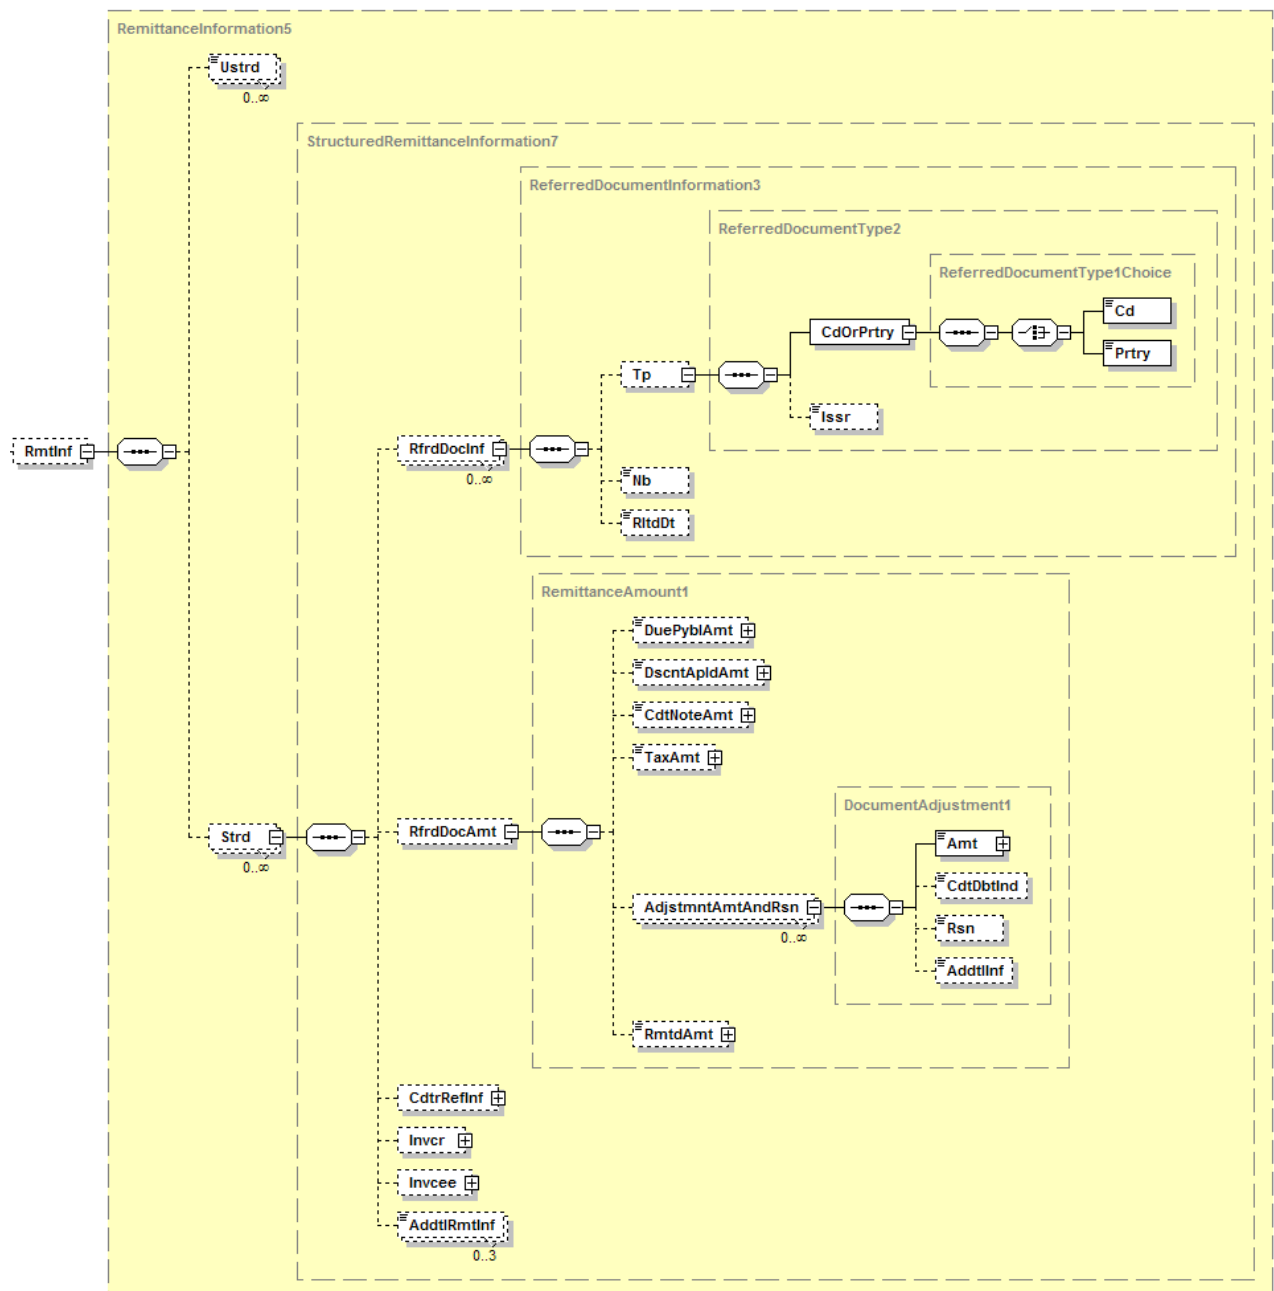 RemittanceInformation5
Ustrd
0..∞
StructuredRemittanceInformation7
ReferredDocumentInformation3
ReferredDocumentType2
ReferredDocumentType1Choice
Cd
CdOrPrtry
Prtry
Tp
Issr
RmtInf
RfrdDocInf
0..∞
Nb
RltdDt
RemittanceAmount1
DuePyblAmt
DscntApldAmt
CdtNoteAmt
TaxAmt
DocumentAdjustment1
Strd
0..∞
RfrdDocAmt
Amt
CdtDbtInd
AdjstmntAmtAndRsn
0..∞
Rsn
AddtlInf
RmtdAmt
CdtrRefInf
Invcr
Invcee
AddtlRmtInf
0..3